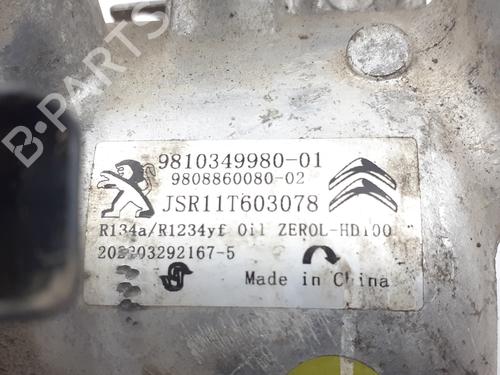 B-PARTS
9810349980-01
9808860080-02
JSR11T603078
R134a/R1234yf Oil ZEROL-HD100
202203292167-5
Made in China